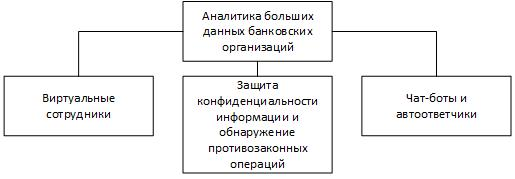 Аналитика больших
данных банковских
организаций
Виртуальные
сотрудники
Защита
конфиденциальности
информации и
обнаружение
противозаконных
операций
Чат-боты и
автоответчики